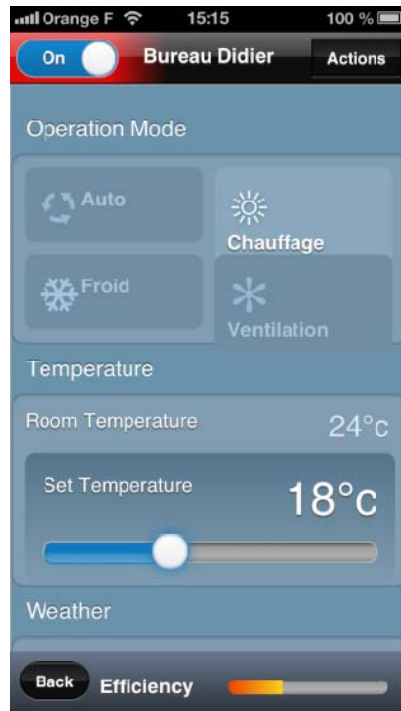 Orange F 15:15 100 %
On Bureau Didier Actions
Operation Mode
Auto
Chauffage
Froid
Ventilation
Temperature
Room Temperature 24°c
Set Temperature 18°c
Weather
Back Efficiency